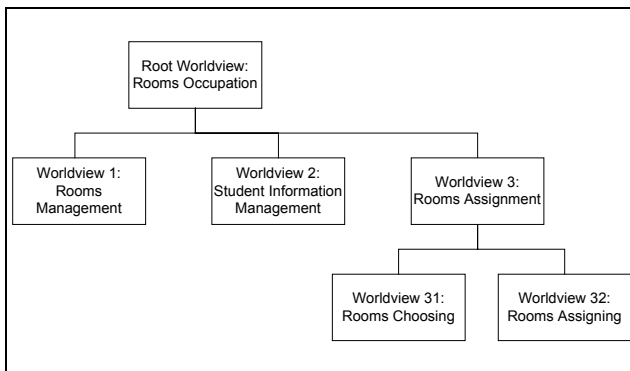 Root Worldview:
Rooms Occupation
Worldview 1:
Rooms
Management
Worldview 2:
Student Information
Management
Worldview 3:
Rooms Assignment
Worldview 31:
Rooms Choosing
Worldview 32:
Rooms Assigning